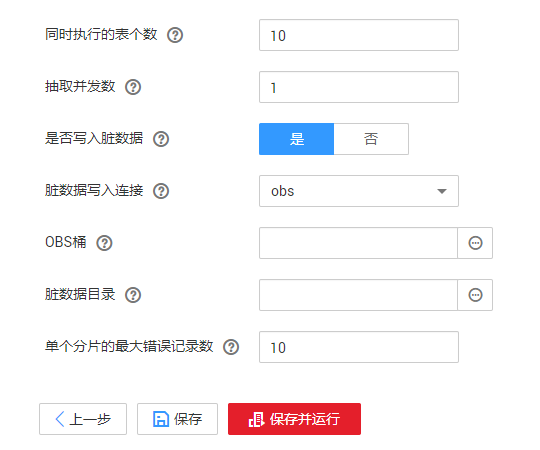 同时执行的表个数 ? 10
抽取并发数 ? 1
是否写入脏数据 ? 是 否
脏数据写入连接 ? obs
OBS桶 ?
脏数据目录 ?
单个分片的最大错误记录数 ? 10
上一步 保存 保存并运行